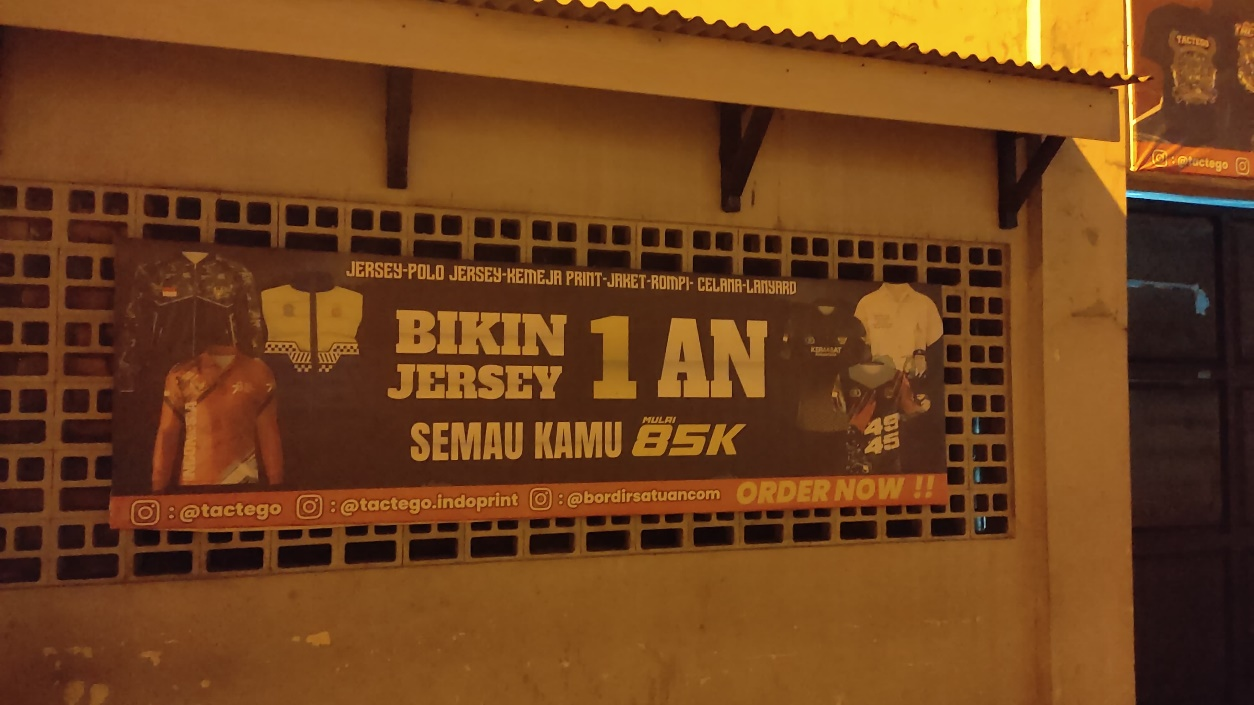 JERSEY-POLO JERSEY-KEMEJA PRINT-JAKET-ROMPI- CELANA-LANYARD
BIKIN JERSEY 1 AN
SEMAU KAMU MULAI 85K
: @tactego : @tactego.indoprint : @bordirsatuancom ORDER NOW !!
49
45
TACTEGO
: @tactego